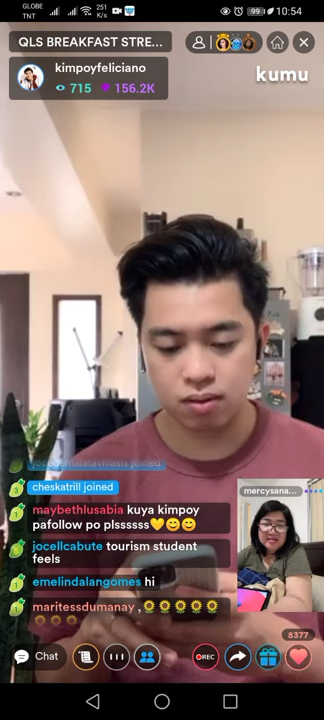 GLOBE
TNT
251
K/s
99
10:54
QLS BREAKFAST STRE...
kimpoyfeliciano
715
156.2K
kumu
joined
cheskatrill joined
maybethlusabia kuya kimpoy
pafollow po plssssss💛😊😊
mercysana...
jocellcabute tourism student
feels
emelindalangomes hi
maritessdumanay , 🌻🌻🌻🌻🌻
🌻🌻🌻
8377
Chat
REC